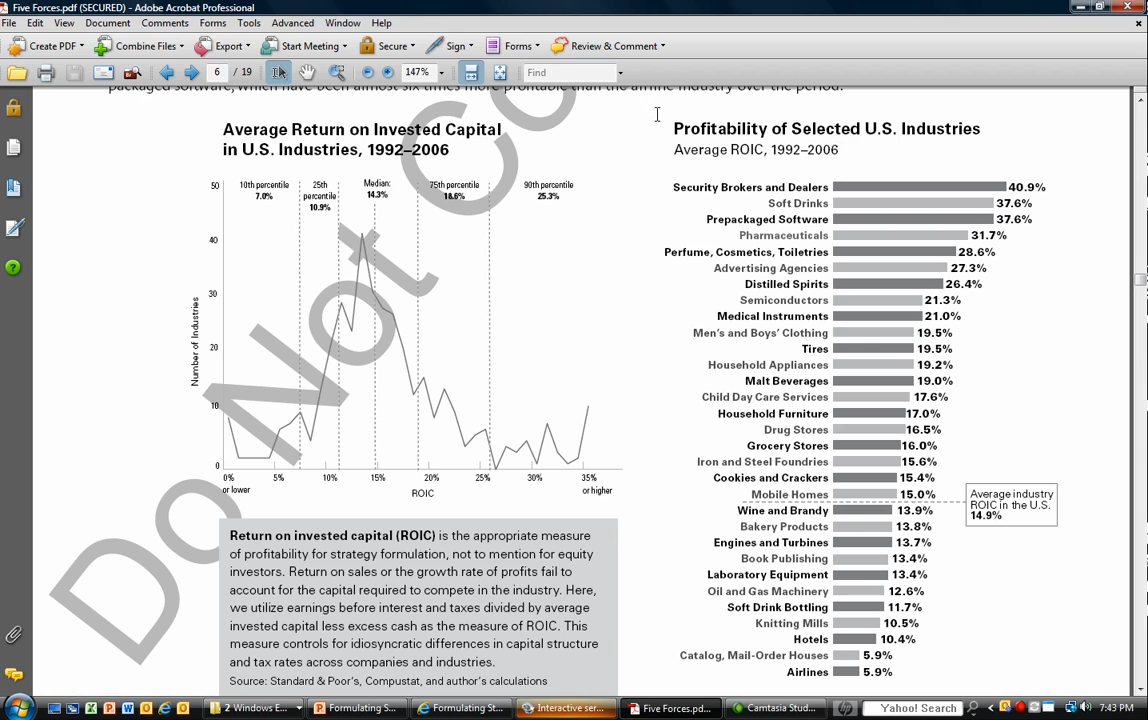 Five Forces.pdf (SECURED) - Adobe Acrobat Professional
File Edit View Document Comments Forms Tools Advanced Window Help
Create PDF Combine Files Export Start Meeting Secure Sign Forms Review & Comment
6 / 19 147% Find
packaged software, which have been almost six times more profitable than the airline industry over the period.
Average Return on Invested Capital
in U.S. Industries, 1992–2006
50
40
30
20
10
0
Number of Industries
10th percentile
7.0%
25th
percentile
10.9%
Median:
14.3%
75th percentile
18.6%
90th percentile
25.3%
0% 5% 10% 15% 20% 25% 30% 35%
or lower or higher
ROIC
Return on invested capital (ROIC) is the appropriate measure
of profitability for strategy formulation, not to mention for equity
investors. Return on sales or the growth rate of profits fail to
account for the capital required to compete in the industry. Here,
we utilize earnings before interest and taxes divided by average
invested capital less excess cash as the measure of ROIC. This
measure controls for idiosyncratic differences in capital structure
and tax rates across companies and industries.
Source: Standard & Poor's, Compustat, and author's calculations
Profitability of Selected U.S. Industries
Average ROIC, 1992–2006
Security Brokers and Dealers 40.9%
Soft Drinks 37.6%
Prepackaged Software 37.6%
Pharmaceuticals 31.7%
Perfume, Cosmetics, Toiletries 28.6%
Advertising Agencies 27.3%
Distilled Spirits 26.4%
Semiconductors 21.3%
Medical Instruments 21.0%
Men's and Boys' Clothing 19.5%
Tires 19.5%
Household Appliances 19.2%
Malt Beverages 19.0%
Child Day Care Services 17.6%
Household Furniture 17.0%
Drug Stores 16.5%
Grocery Stores 16.0%
Iron and Steel Foundries 15.6%
Cookies and Crackers 15.4%
Mobile Homes 15.0%
Average industry
ROIC in the U.S.
14.9%
Wine and Brandy 13.9%
Bakery Products 13.8%
Engines and Turbines 13.7%
Book Publishing 13.4%
Laboratory Equipment 13.4%
Oil and Gas Machinery 12.6%
Soft Drink Bottling 11.7%
Knitting Mills 10.5%
Hotels 10.4%
Catalog, Mail-Order Houses 5.9%
Airlines 5.9%
Do Not Co
2 Windows E... Formulating S... Formulating St... Interactive ser... Five Forces.pd... Camtasia Stud... Yahoo! Search 7:43 PM